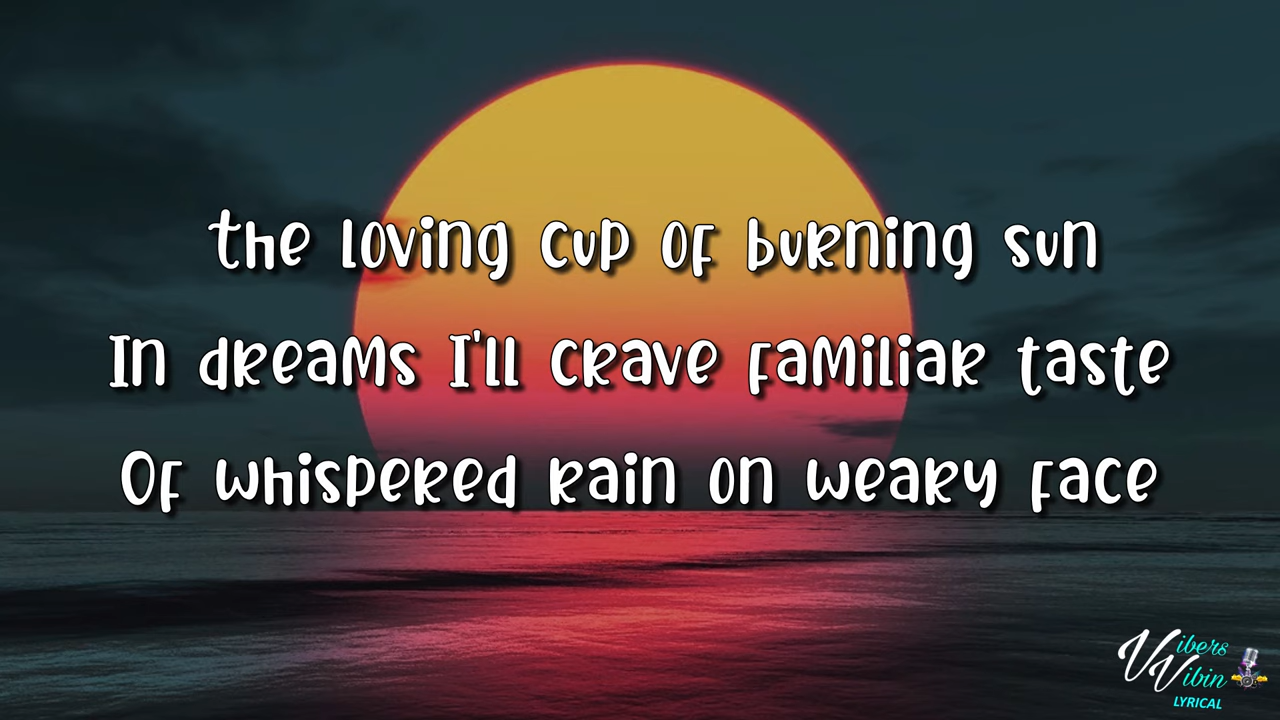 the loving cup of burning sun
In dreams I'll crave familiar taste
Of whispered rain on weary face
Vibers
Vibin
LYRICAL